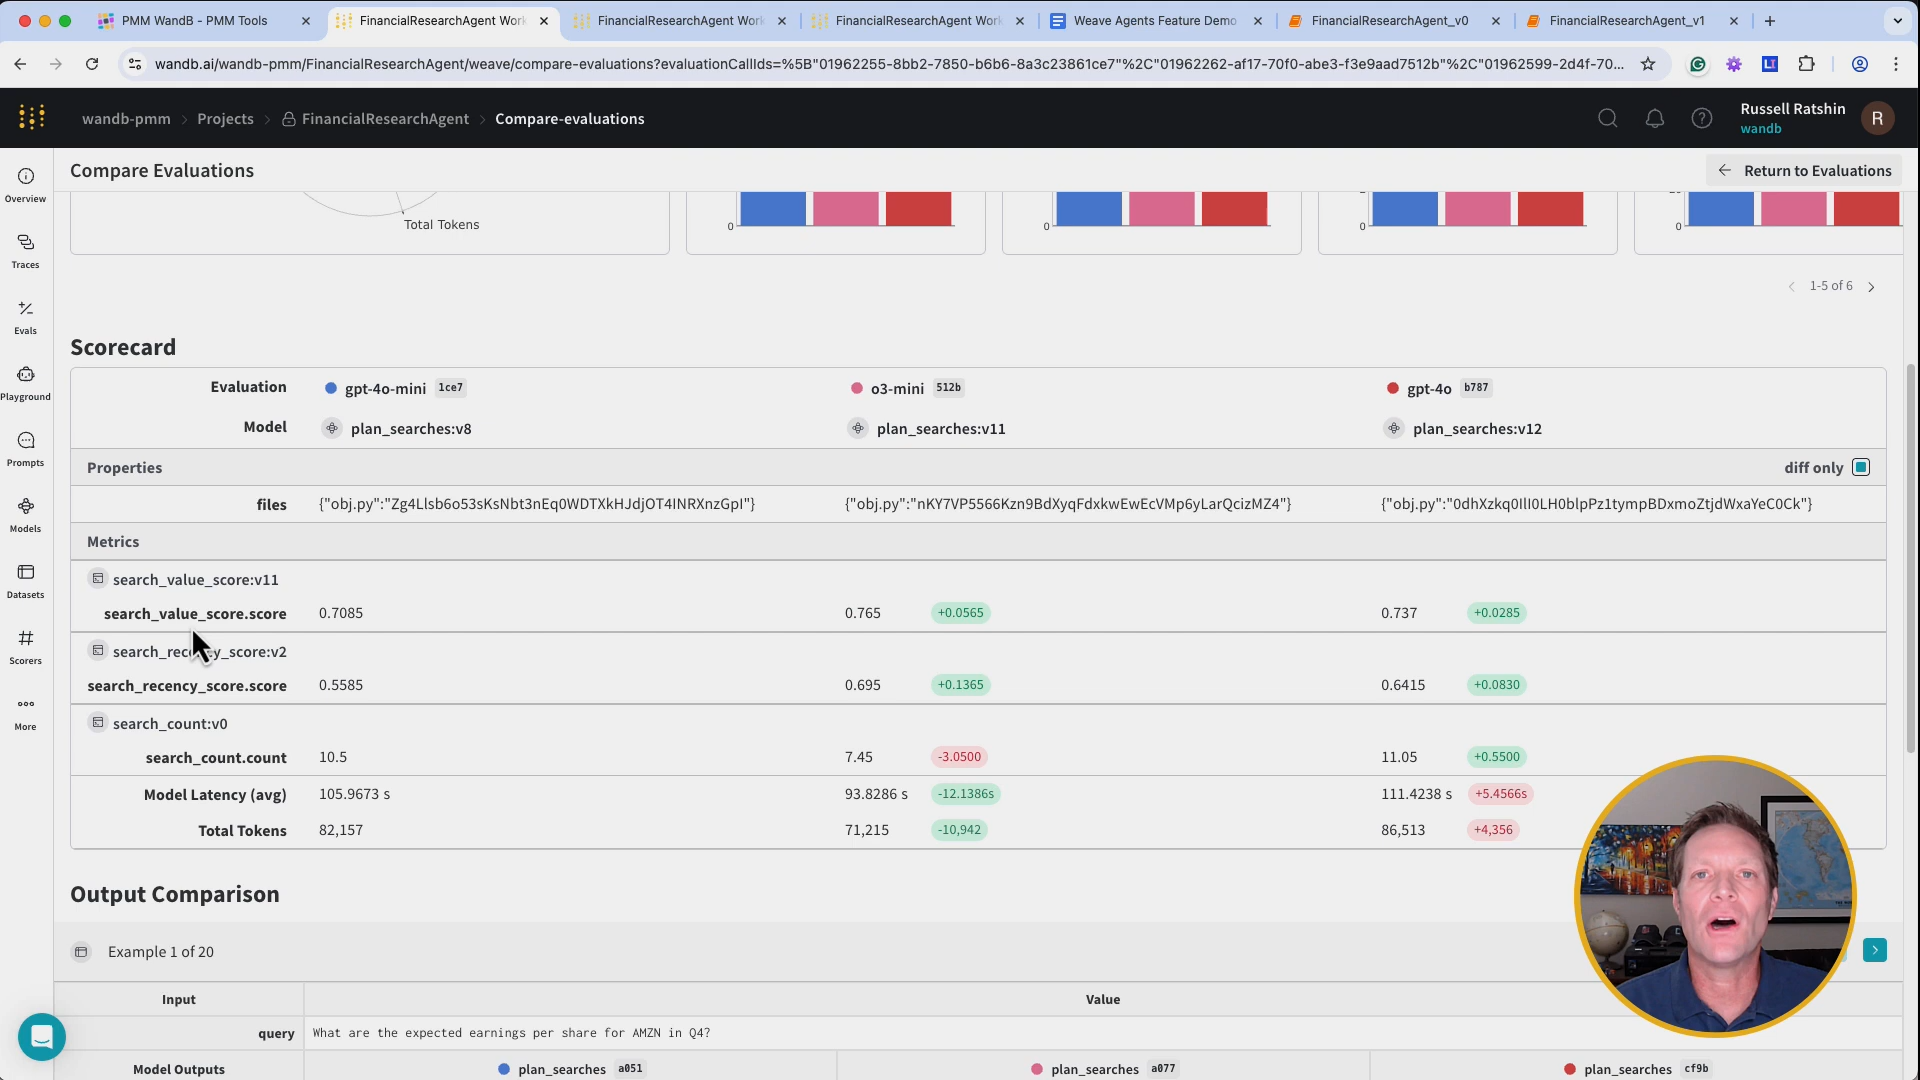 PMM WandB - PMM Tools
FinancialResearchAgent Work
FinancialResearchAgent Work
FinancialResearchAgent Work
Weave Agents Feature Demo
FinancialResearchAgent_v0
FinancialResearchAgent_v1
wandb.ai/wandb-pmm/FinancialResearchAgent/weave/compare-evaluations?evaluationCallIds=%5B"01962255-8bb2-7850-b6b6-8a3c23861ce7"%2C"01962262-af17-70f0-abe3-f3e9aad7512b"%2C"01962599-2d4f-70...
wandb-pmm > Projects > FinancialResearchAgent > Compare-evaluations
Russell Ratshin
wandb
R
Compare Evaluations
Return to Evaluations
Overview
Traces
Evals
Playground
Prompts
Models
Datasets
Scorers
More
Total Tokens
0
0
0
0
1-5 of 6
Scorecard
Evaluation gpt-4o-mini 1ce7 o3-mini 512b gpt-4o b787
Model plan_searches:v8 plan_searches:v11 plan_searches:v12
Properties diff only
files {"obj.py":"Zg4Llsb6o53sKsNbt3nEq0WDTXkHJdjOT4INRXnzGpI"} {"obj.py":"nKY7VP5566Kzn9BdXyqFdxkwEwEcVMp6yLarQcizMZ4"} {"obj.py":"0dhXzkq0IlI0LH0blpPz1tympBDxmoZtjdWxaYeC0Ck"}
Metrics
search_value_score:v11
search_value_score.score 0.7085 0.765 +0.0565 0.737 +0.0285
search_recency_score:v2
search_recency_score.score 0.5585 0.695 +0.1365 0.6415 +0.0830
search_count:v0
search_count.count 10.5 7.45 -3.0500 11.05 +0.5500
Model Latency (avg) 105.9673 s 93.8286 s -12.1386s 111.4238 s +5.4566s
Total Tokens 82,157 71,215 -10,942 86,513 +4,356
Output Comparison
Example 1 of 20
Input Value
query What are the expected earnings per share for AMZN in Q4?
Model Outputs plan_searches a051 plan_searches a077 plan_searches cf9b